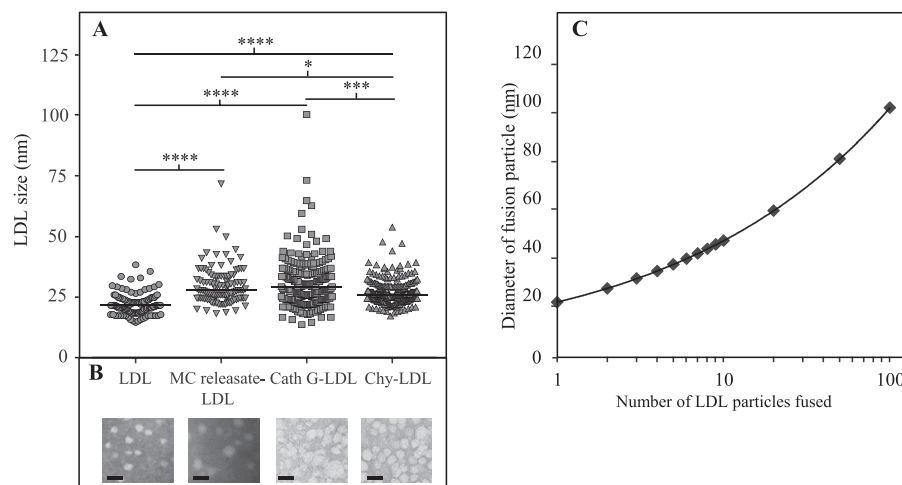 A
LDL size (nm)
125
100
75
50
25
0
****
*
****
***
****
LDL
MC releasate-
LDL
Cath G-LDL
Chy-LDL
B
C
Diameter of fusion particle (nm)
120
100
80
60
40
20
0
1
10
100
Number of LDL particles fused